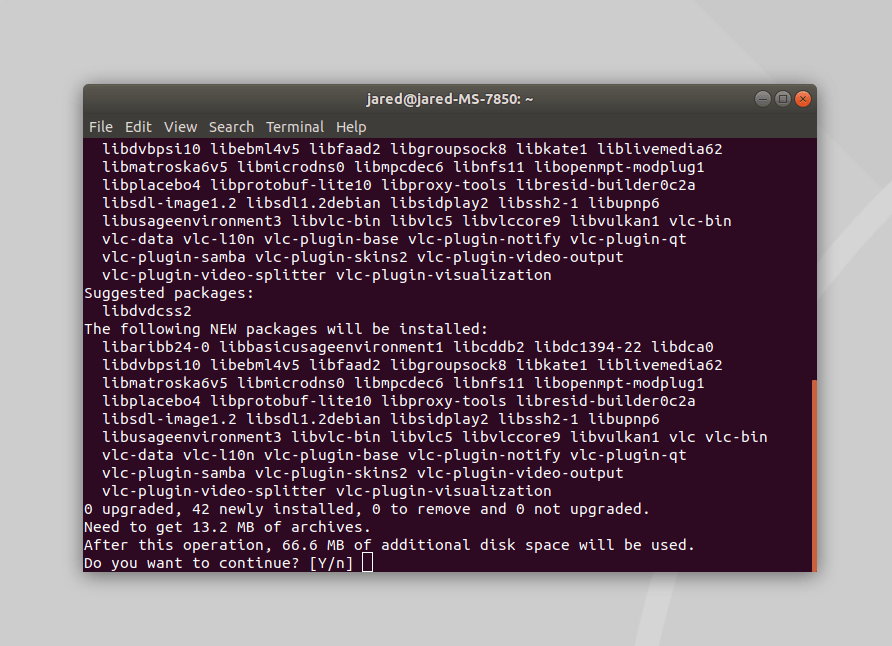 jared@jared-MS-7850: ~
File Edit View Search Terminal Help
libdvbpsi10 libebml4v5 libfaad2 libgroupsock8 libkate1 liblivemedia62
libmatroska6v5 libmicrodns0 libmpcdec6 libnfs11 libopenmpt-modplug1
libplacebo4 libprotobuf-lite10 libproxy-tools libresid-builder0c2a
libsdl-image1.2 libsdl1.2debian libsidplay2 libssh2-1 libupnp6
libusageenvironment3 libvlc-bin libvlc5 libvlccore9 libvulkan1 vlc-bin
vlc-data vlc-l10n vlc-plugin-base vlc-plugin-notify vlc-plugin-qt
vlc-plugin-samba vlc-plugin-skins2 vlc-plugin-video-output
vlc-plugin-video-splitter vlc-plugin-visualization
Suggested packages:
libdvdcss2
The following NEW packages will be installed:
libaribb24-0 libbasicusageenvironment1 libcddb2 libdc1394-22 libdca0
libdvbpsi10 libebml4v5 libfaad2 libgroupsock8 libkate1 liblivemedia62
libmatroska6v5 libmicrodns0 libmpcdec6 libnfs11 libopenmpt-modplug1
libplacebo4 libprotobuf-lite10 libproxy-tools libresid-builder0c2a
libsdl-image1.2 libsdl1.2debian libsidplay2 libssh2-1 libupnp6
libusageenvironment3 libvlc-bin libvlc5 libvlccore9 libvulkan1 vlc vlc-bin
vlc-data vlc-l10n vlc-plugin-base vlc-plugin-notify vlc-plugin-qt
vlc-plugin-samba vlc-plugin-skins2 vlc-plugin-video-output
vlc-plugin-video-splitter vlc-plugin-visualization
0 upgraded, 42 newly installed, 0 to remove and 0 not upgraded.
Need to get 13.2 MB of archives.
After this operation, 66.6 MB of additional disk space will be used.
Do you want to continue? [Y/n]